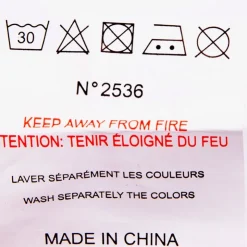 30
N°2536
KEEP AWAY FROM FIRE
TENTION: TENIR ÉLOIGNÉ DU FEU
LAVER SÉPARÉMENT LES COULEURS
WASH SEPARATELY THE COLORS
MADE IN CHINA